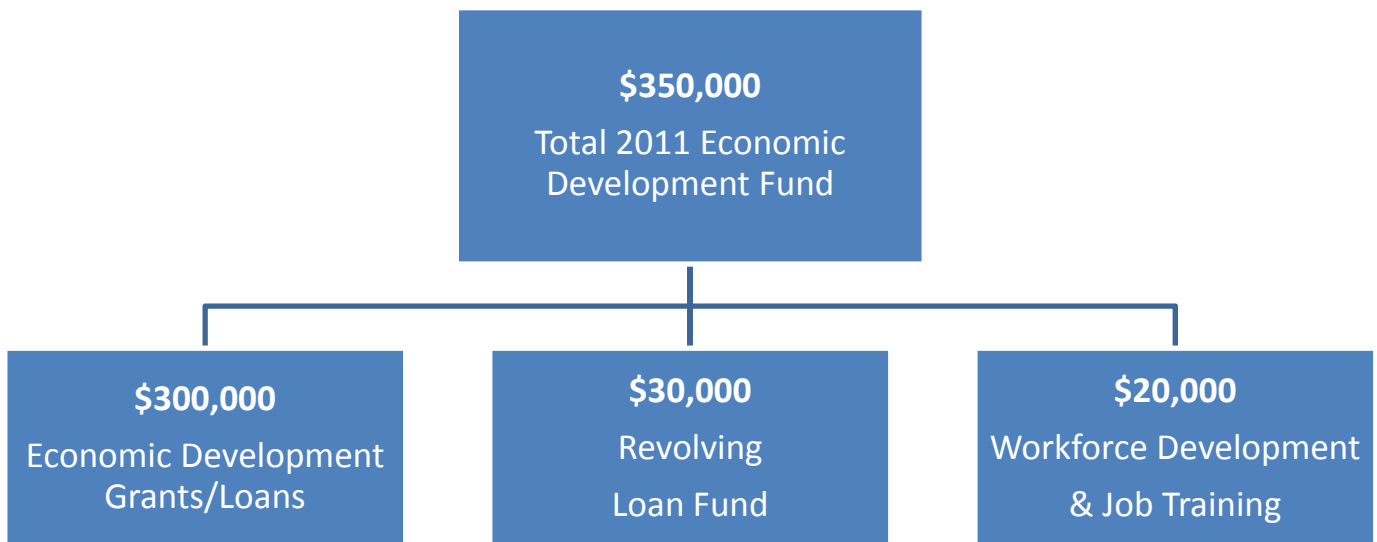 $350,000
Total 2011 Economic
Development Fund
$300,000
Economic Development
Grants/Loans
$30,000
Revolving
Loan Fund
$20,000
Workforce Development
& Job Training